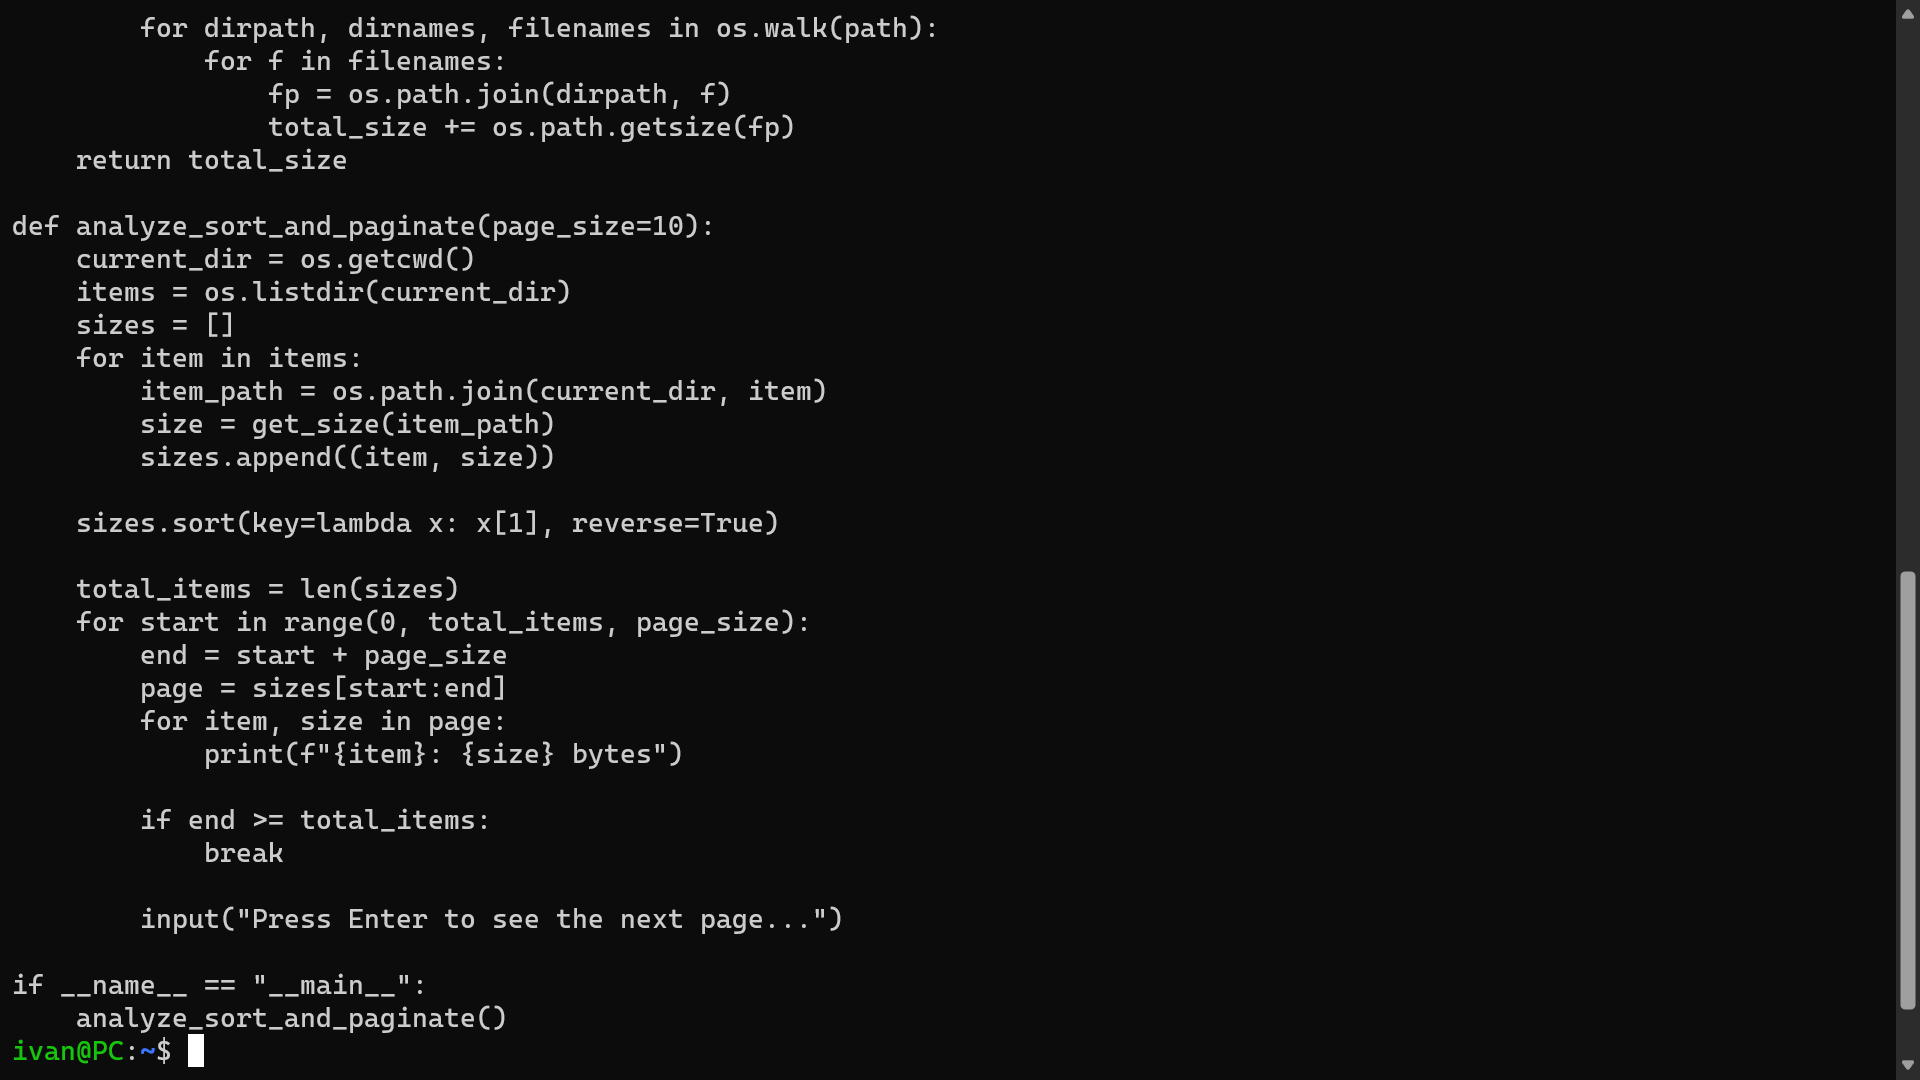 for dirpath, dirnames, filenames in os.walk(path):
            for f in filenames:
                fp = os.path.join(dirpath, f)
                total_size += os.path.getsize(fp)
    return total_size

def analyze_sort_and_paginate(page_size=10):
    current_dir = os.getcwd()
    items = os.listdir(current_dir)
    sizes = []
    for item in items:
        item_path = os.path.join(current_dir, item)
        size = get_size(item_path)
        sizes.append((item, size))

    sizes.sort(key=lambda x: x[1], reverse=True)

    total_items = len(sizes)
    for start in range(0, total_items, page_size):
        end = start + page_size
        page = sizes[start:end]
        for item, size in page:
            print(f"{item}: {size} bytes")

        if end >= total_items:
            break

        input("Press Enter to see the next page...")

if __name__ == "__main__":
    analyze_sort_and_paginate()
ivan@PC:~$